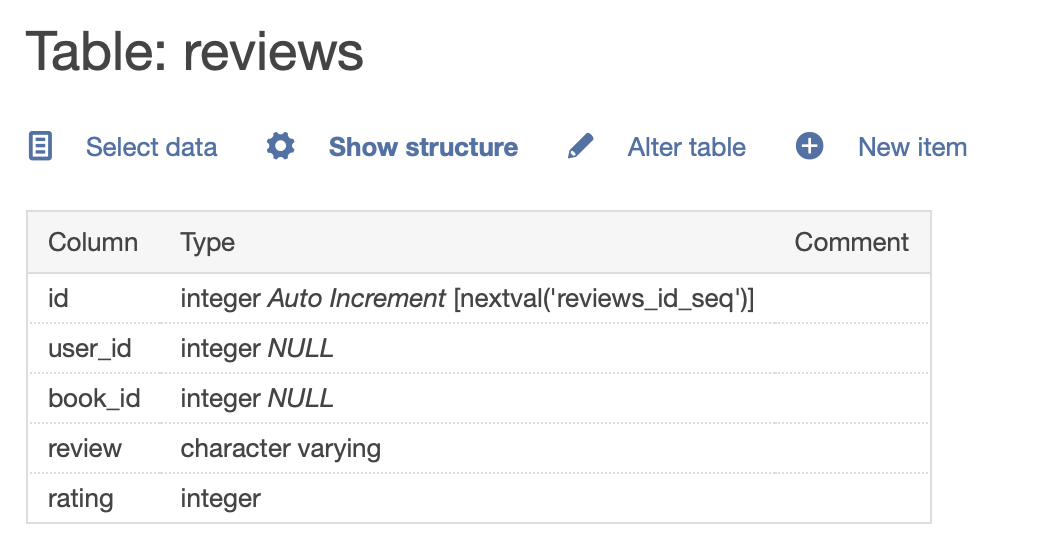 Table: reviews
Select data Show structure Alter table New item
Column Type Comment
id integer Auto Increment [nextval('reviews_id_seq')]
user_id integer NULL
book_id integer NULL
review character varying
rating integer